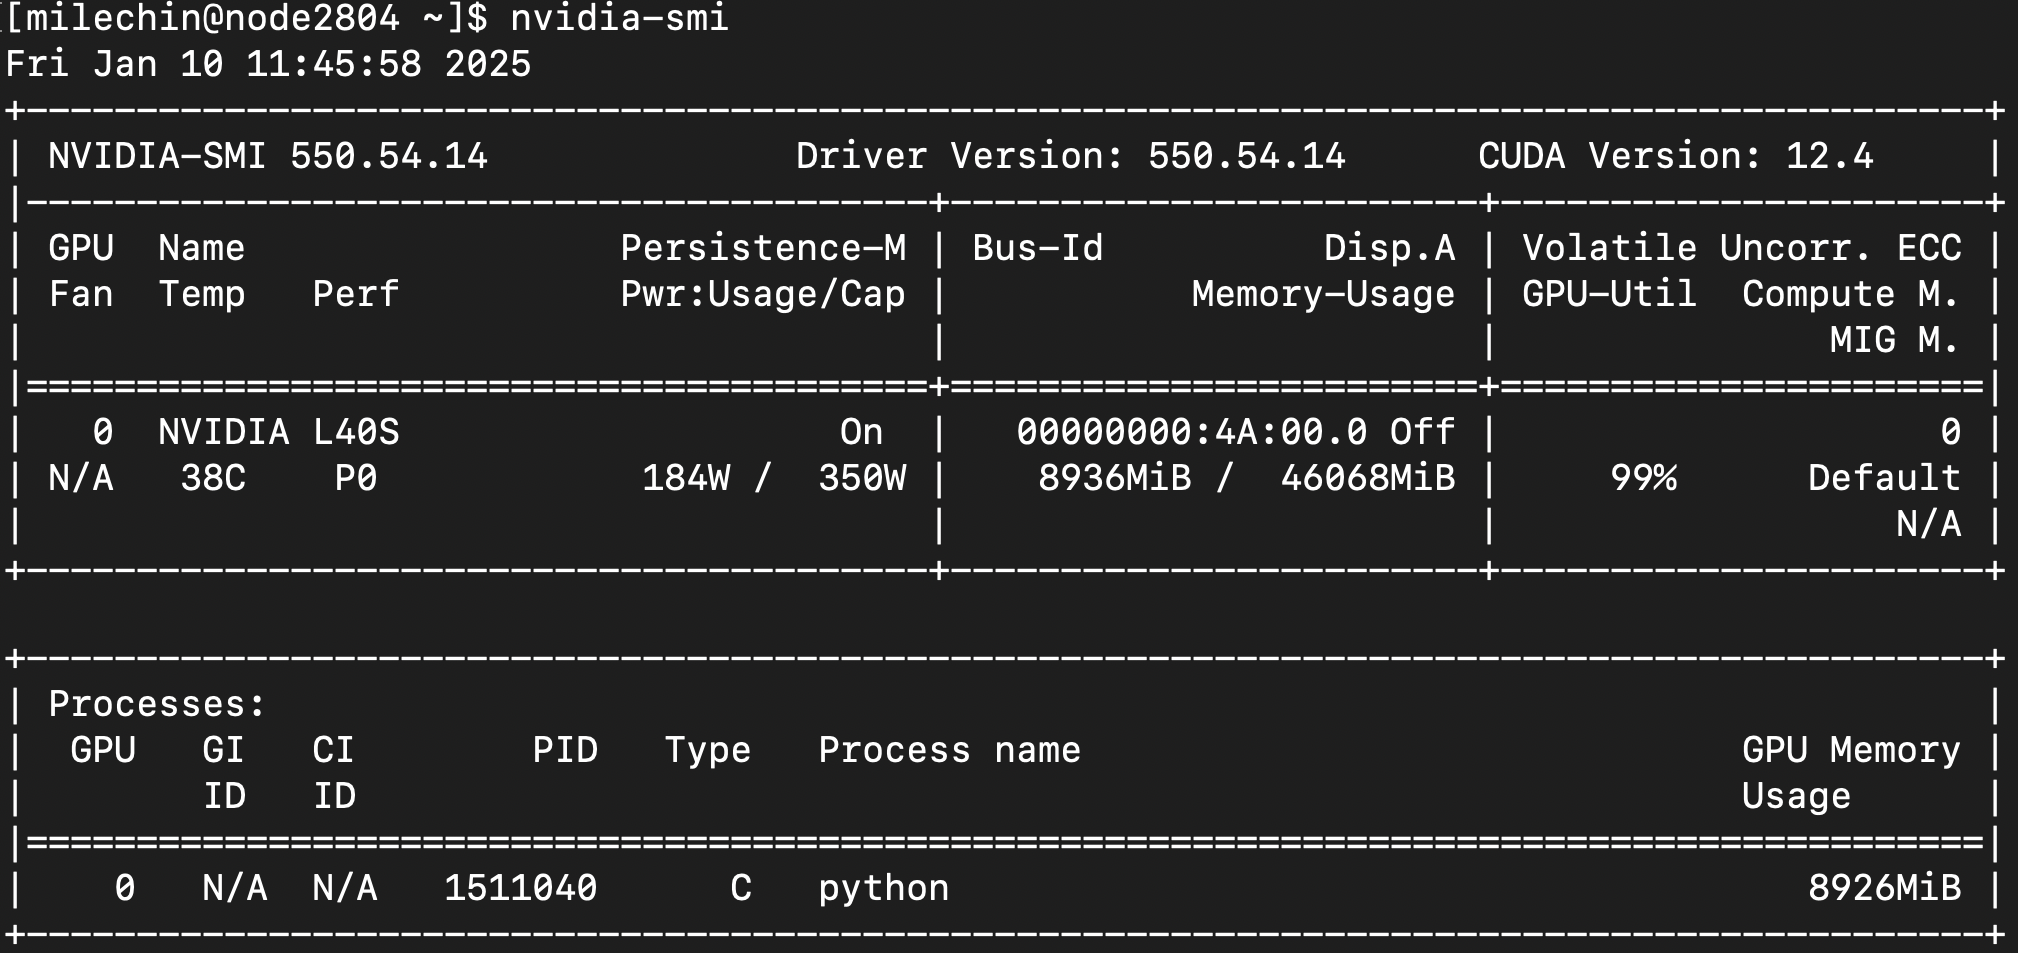 [milechin@node2804 ~]$ nvidia-smi
Fri Jan 10 11:45:58 2025
+-----------------------------------------------------------------------------------------+
| NVIDIA-SMI 550.54.14              Driver Version: 550.54.14      CUDA Version: 12.4     |
|-----------------------------------------+------------------------+----------------------+
| GPU  Name                 Persistence-M | Bus-Id          Disp.A | Volatile Uncorr. ECC |
| Fan  Temp   Perf          Pwr:Usage/Cap |           Memory-Usage | GPU-Util  Compute M. |
|                                         |                        |               MIG M. |
|=========================================+========================+======================|
|   0  NVIDIA L40S                    On  |   00000000:4A:00.0 Off |                    0 |
| N/A   38C    P0            184W /  350W |    8936MiB /  46068MiB |     99%      Default |
|                                         |                        |                  N/A |
+-----------------------------------------+------------------------+----------------------+

+-----------------------------------------------------------------------------------------+
| Processes:                                                                              |
|  GPU   GI   CI        PID   Type   Process name                              GPU Memory |
|        ID   ID                                                               Usage      |
|=========================================================================================|
|    0   N/A  N/A   1511040      C   python                                       8926MiB |
+-----------------------------------------------------------------------------------------+